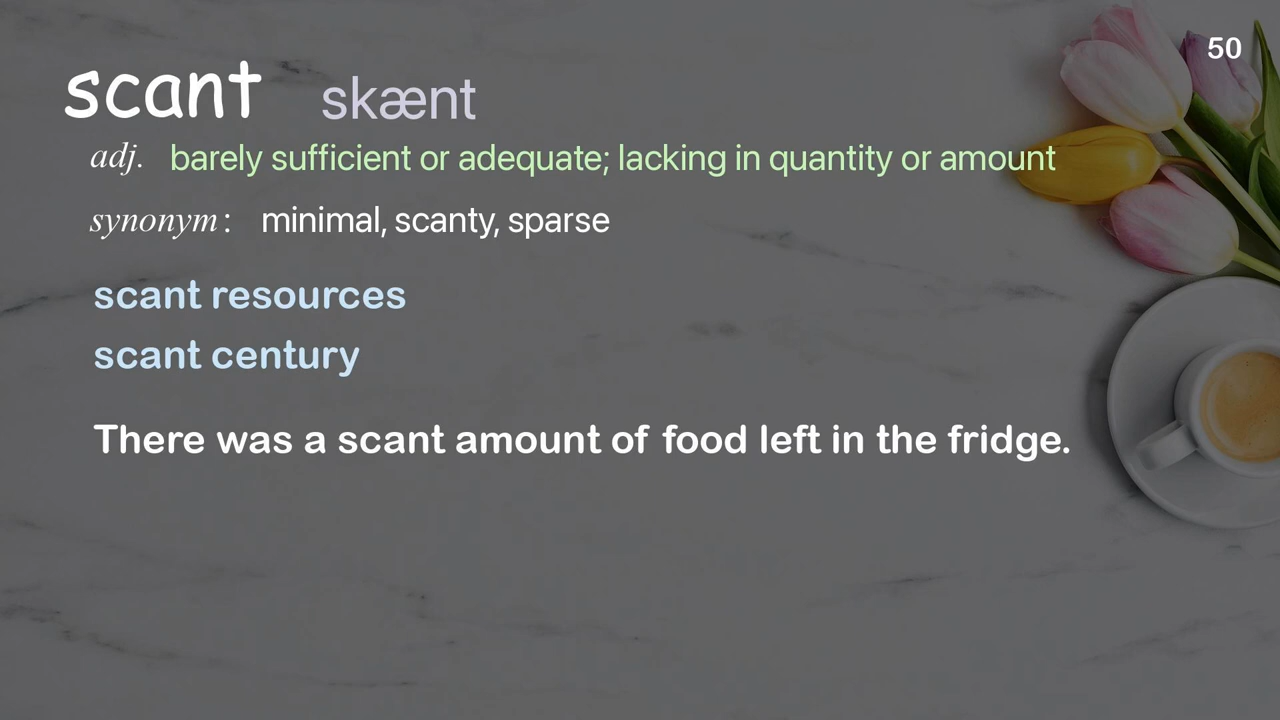 50
scant skænt
adj. barely sufficient or adequate; lacking in quantity or amount
synonym: minimal, scanty, sparse
scant resources
scant century
There was a scant amount of food left in the fridge.